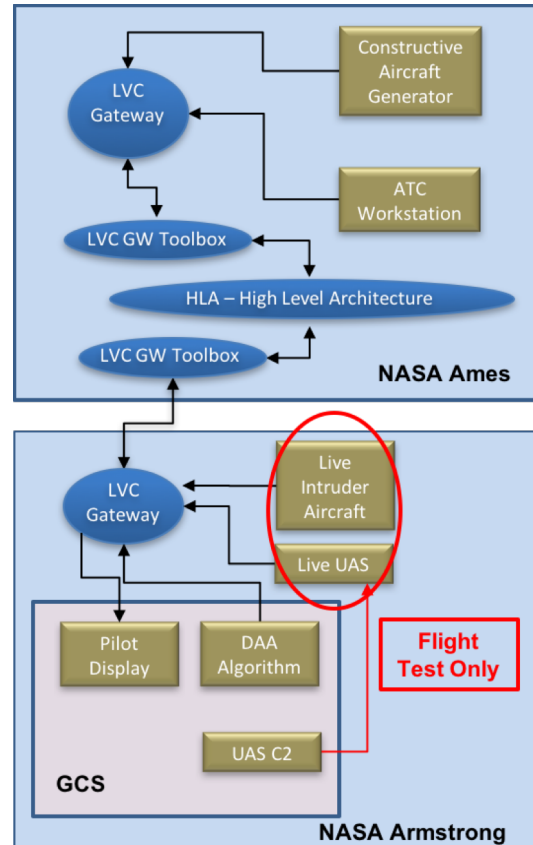 Constructive
Aircraft
Generator
LVC
Gateway
ATC
Workstation
LVC GW Toolbox
HLA – High Level Architecture
LVC GW Toolbox
NASA Ames
Live
Intruder
Aircraft
LVC
Gateway
Live UAS
Pilot
Display
DAA
Algorithm
Flight
Test Only
UAS C2
GCS
NASA Armstrong